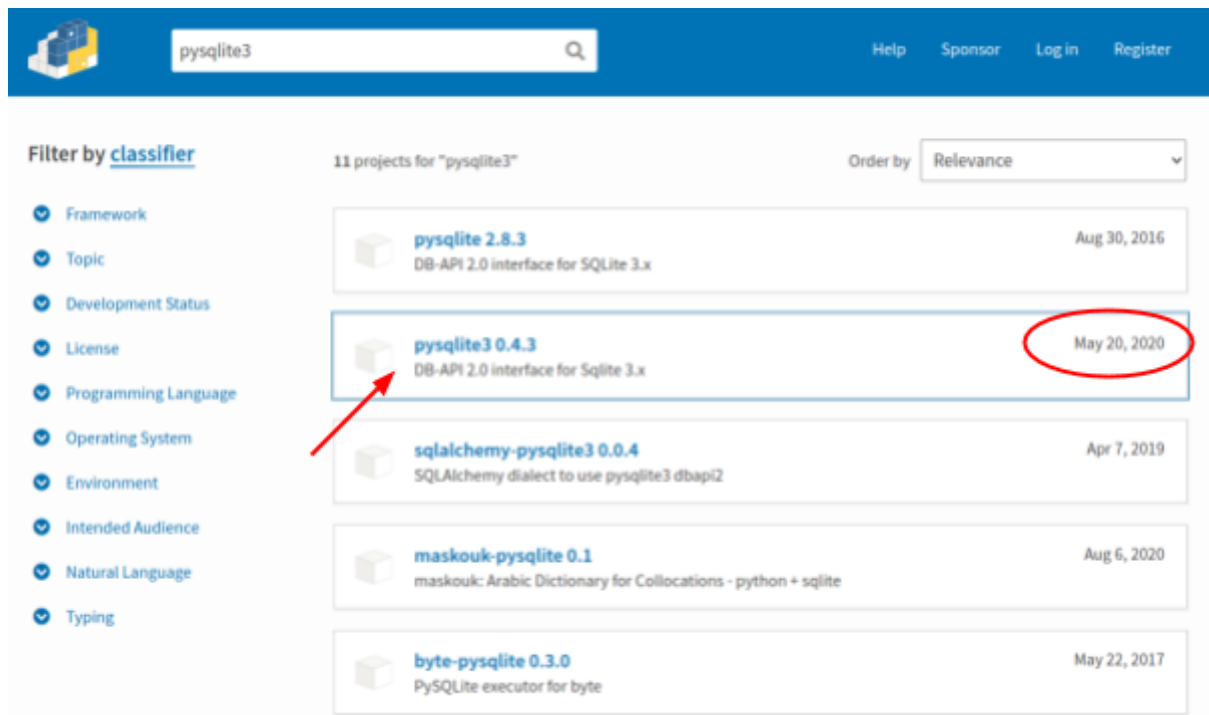 pysqlite3
Help Sponsor Log in Register
Filter by classifier
Framework
Topic
Development Status
License
Programming Language
Operating System
Environment
Intended Audience
Natural Language
Typing
11 projects for "pysqlite3"
Order by Relevance
pysqlite 2.8.3 Aug 30, 2016
DB-API 2.0 interface for SQLite 3.x
pysqlite3 0.4.3 May 20, 2020
DB-API 2.0 interface for Sqlite 3.x
sqlalchemy-pysqlite3 0.0.4 Apr 7, 2019
SQLAlchemy dialect to use pysqlite3 dbapi2
maskouk-pysqlite 0.1 Aug 6, 2020
maskouk: Arabic Dictionary for Collocations - python + sqlite
byte-pysqlite 0.3.0 May 22, 2017
PySQLite executor for byte